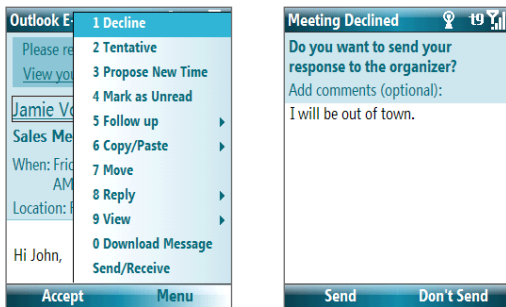 Outlook E
1 Decline
Please re
2 Tentative
View you
3 Propose New Time
4 Mark as Unread
Jamie Vo
5 Follow up
Sales Me
6 Copy/Paste
When: Fric
7 Move
AM
8 Reply
Location:
9 View
0 Download Message
Hi John,
Send/Receive
Accept
Menu
Meeting Declined
Do you want to send your
response to the organizer?
Add comments (optional):
I will be out of town.
Send
Don't Send